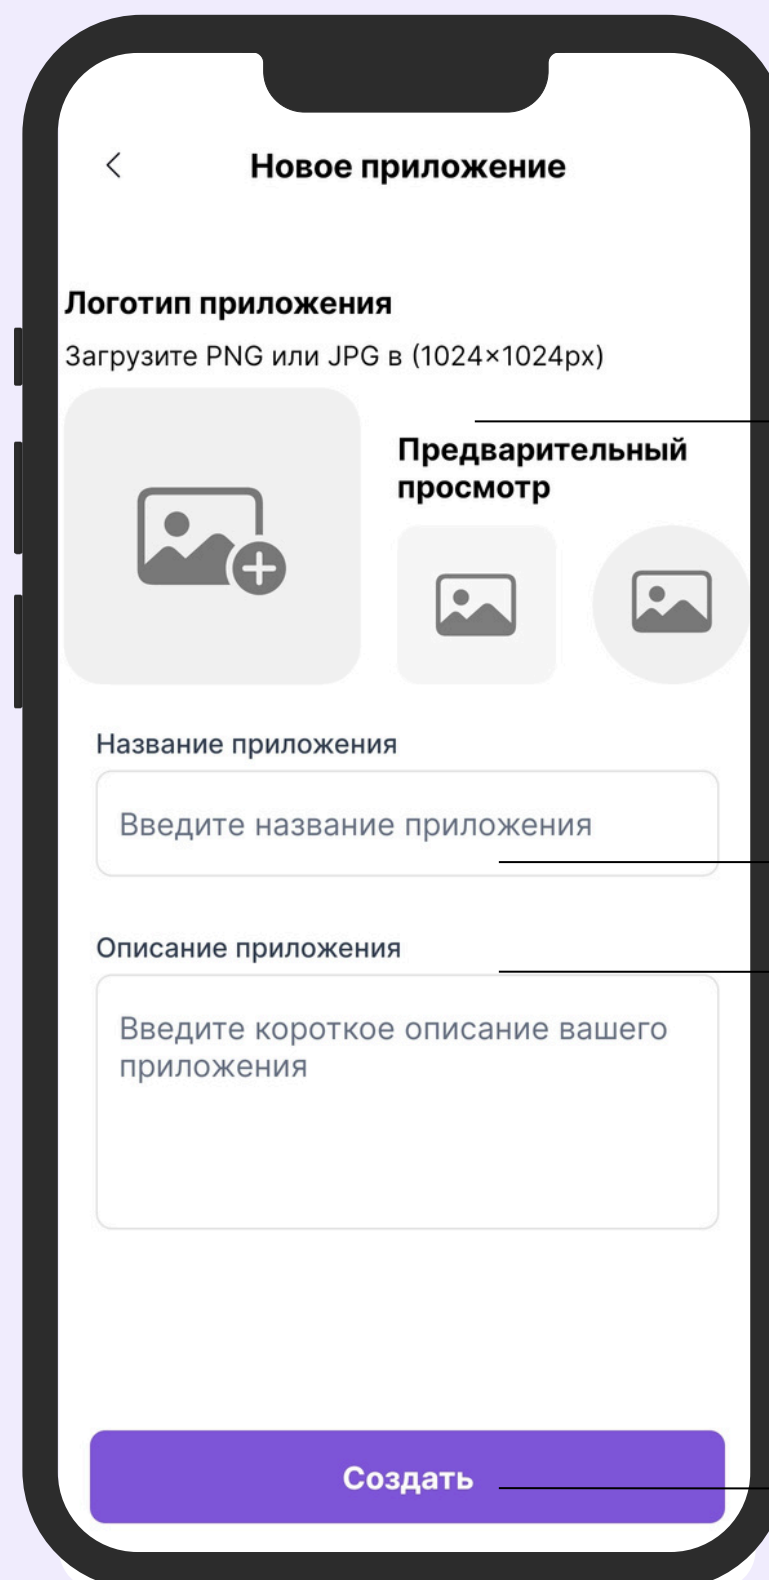 Новое приложение
Логотип приложения
Загрузите PNG или JPG в (1024×1024px)
Предварительный
просмотр
Название приложения
Введите название приложения
Описание приложения
Введите короткое описание вашего
приложения
Создать